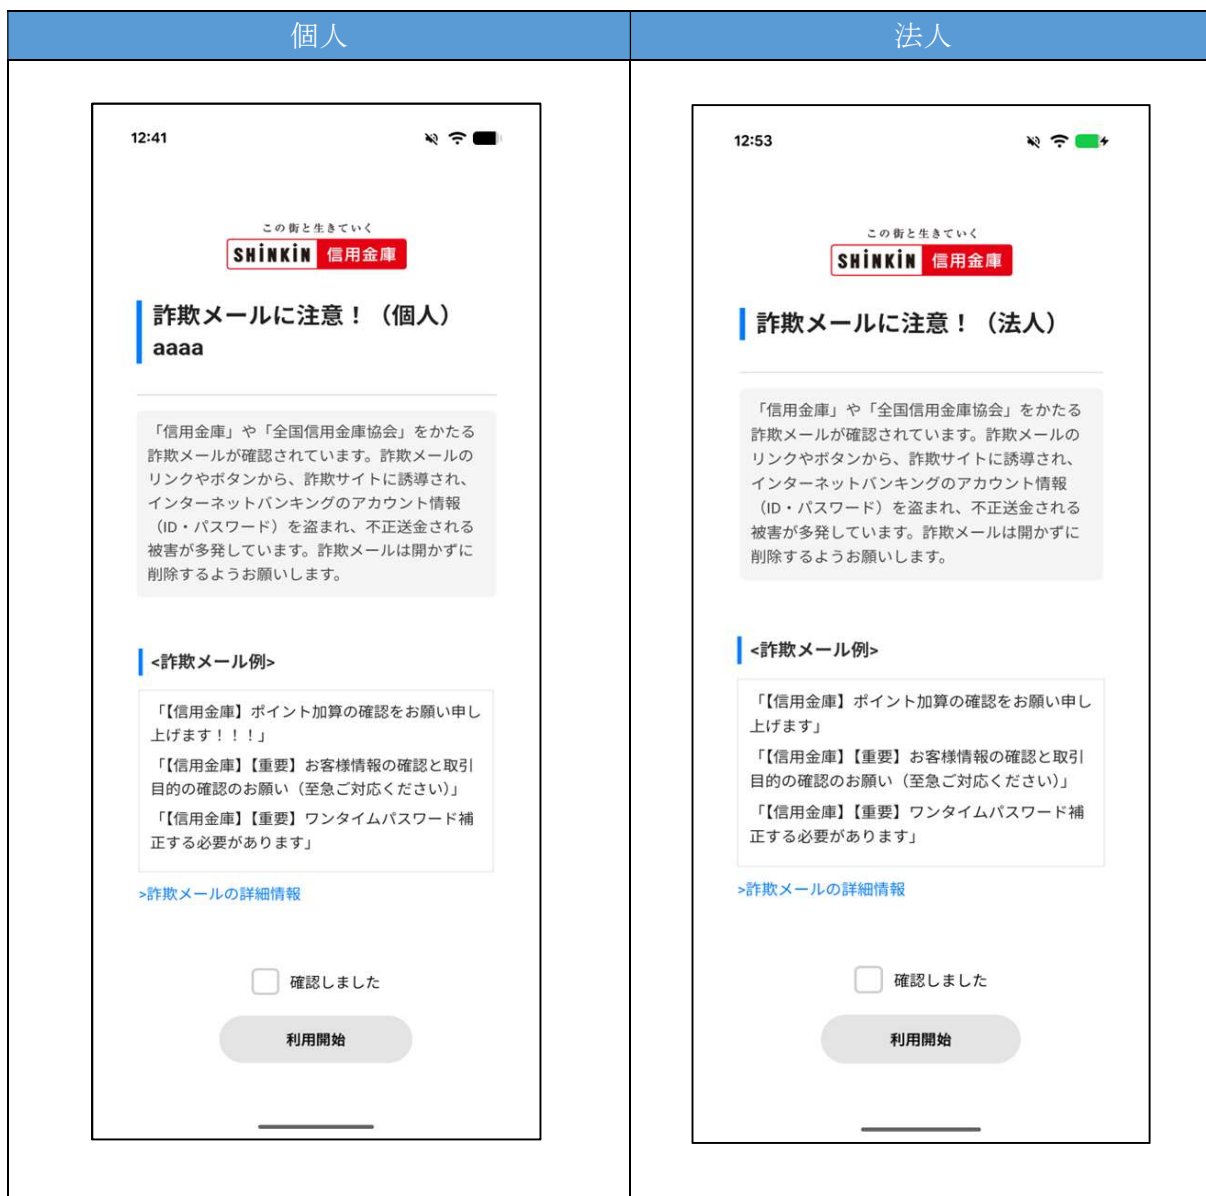 個人
12:41
この街と生きていく
SHINKIN 信用金庫
詐欺メールに注意！（個人）
aaaa
「信用金庫」や「全国信用金庫協会」をかたる
詐欺メールが確認されています。詐欺メールの
リンクやボタンから、詐欺サイトに誘導され、
インターネットバンキングのアカウント情報
（ID・パスワード）を盗まれ、不正送金される
被害が多発しています。詐欺メールは開かずに
削除するようお願いします。
<詐欺メール例>
「【信用金庫】ポイント加算の確認をお願い申し
上げます！！！」
「【信用金庫】【重要】お客様情報の確認と取引
目的の確認のお願い（至急ご対応ください）」
「【信用金庫】【重要】ワンタイムパスワード補
正する必要があります」
>詐欺メールの詳細情報
確認しました
利用開始
法人
12:53
この街と生きていく
SHINKIN 信用金庫
詐欺メールに注意！（法人）
「信用金庫」や「全国信用金庫協会」をかたる
詐欺メールが確認されています。詐欺メールの
リンクやボタンから、詐欺サイトに誘導され、
インターネットバンキングのアカウント情報
（ID・パスワード）を盗まれ、不正送金される
被害が多発しています。詐欺メールは開かずに
削除するようお願いします。
<詐欺メール例>
「【信用金庫】ポイント加算の確認をお願い申し
上げます」
「【信用金庫】【重要】お客様情報の確認と取引
目的の確認のお願い（至急ご対応ください）」
「【信用金庫】【重要】ワンタイムパスワード補
正する必要があります」
>詐欺メールの詳細情報
確認しました
利用開始